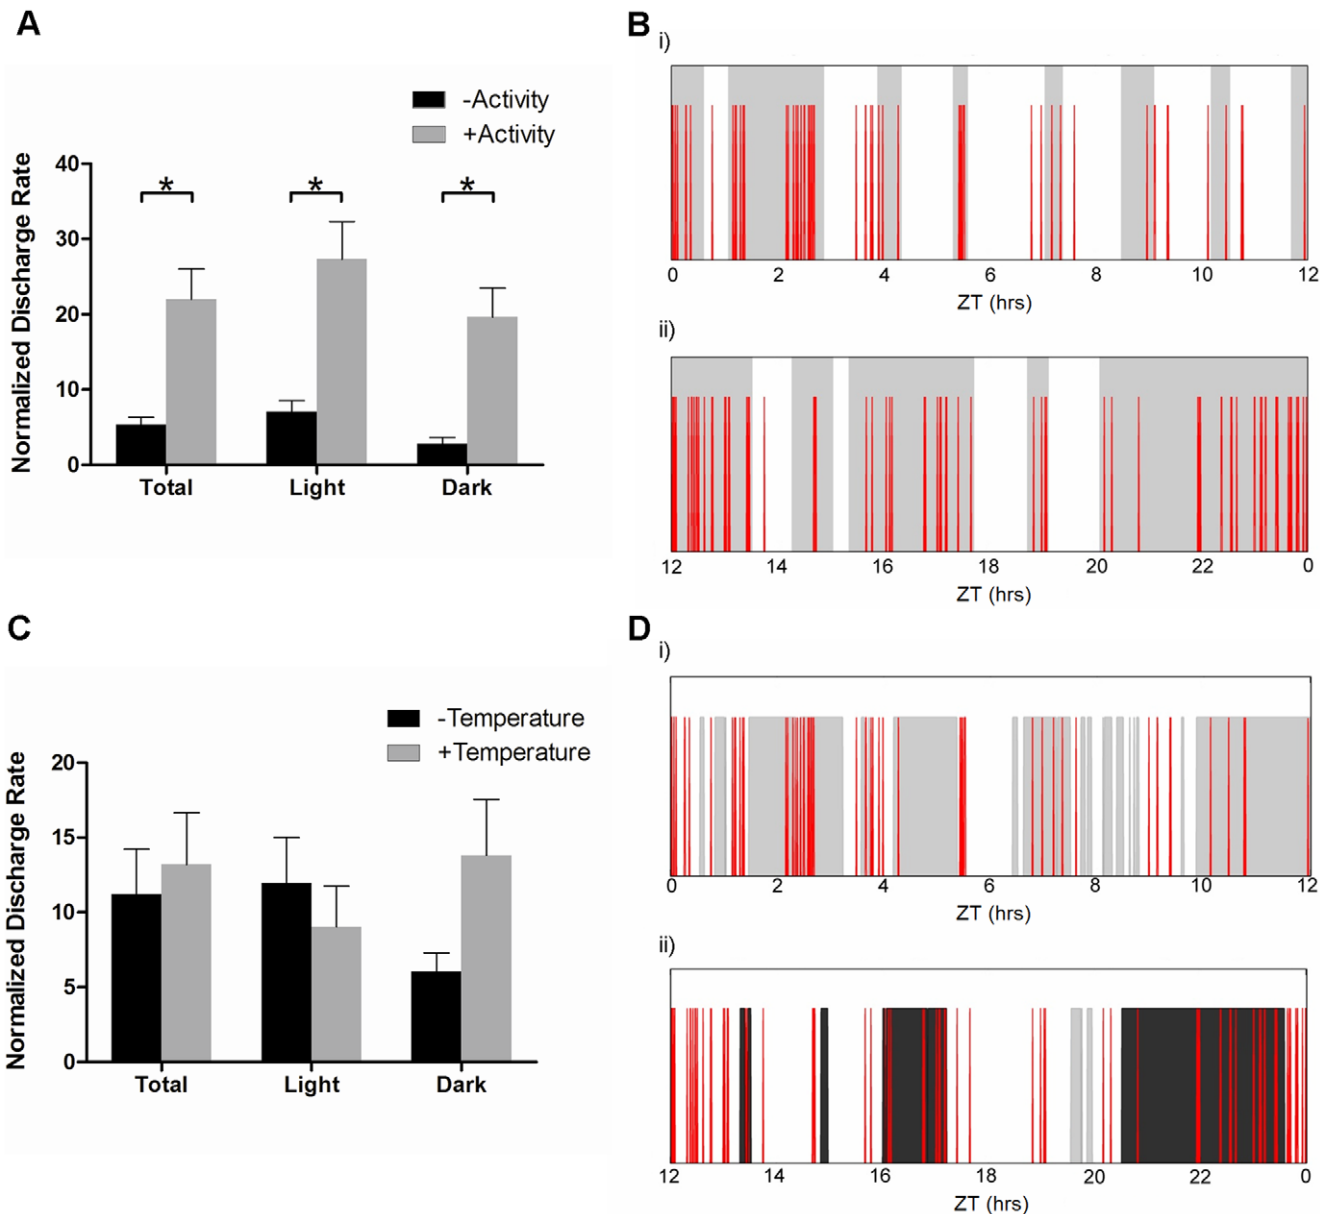 A
-Activity
+Activity
Normalized Discharge Rate
40
30
20
10
0
* * *
Total Light Dark
B
i)
0 2 4 6 8 10 12
ZT (hrs)
ii)
12 14 16 18 20 22 0
ZT (hrs)
C
-Temperature
+Temperature
Normalized Discharge Rate
20
15
10
5
0
Total Light Dark
D
i)
0 2 4 6 8 10 12
ZT (hrs)
ii)
12 14 16 18 20 22 0
ZT (hrs)